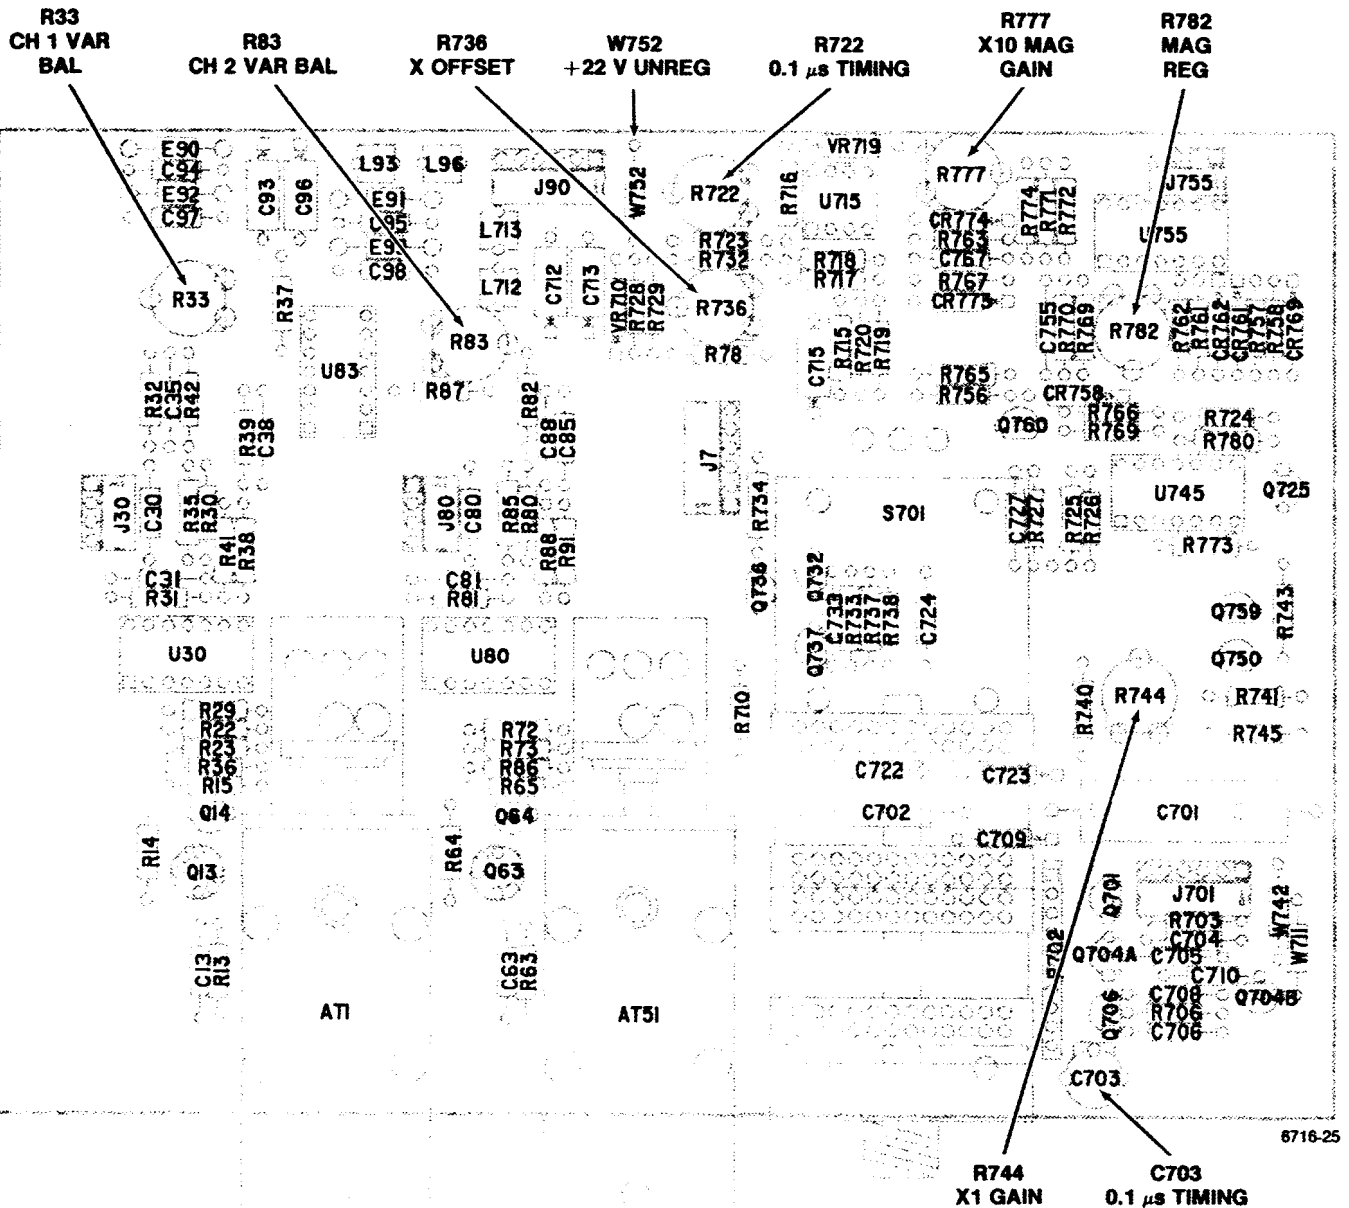 R33
CH 1 VAR
BAL
R83
CH 2 VAR BAL
R736
X OFFSET
W752
+22 V UNREG
R722
0.1 µs TIMING
R777
X10 MAG
GAIN
R782
MAG
REG
E90
C94
E92
C97
C93
C96
L93
L96
E91
C95
E93
C98
J90
L713
L712
W752
R722
R716
VR719
U715
R777
R774
R771
R772
J755
U755
R723
R732
R718
R717
CR774
R763
C767
R767
CR773
R33
R37
U83
R83
R87
C712
C713
VR710
R728
R729
R736
R78
C715
R715
R720
R719
C755
R770
R769
R782
R762
R761
CR762
CR761
R757
R758
CR769
R765
R756
CR758
R766
R769
R724
R780
Q760
R32
C35
R42
R39
C38
R82
C88
C85
J7
R734
S701
C727
R727
R725
R726
U745
Q725
R773
J30
C30
R35
R30
R41
R38
J80
C80
R85
R80
R88
R91
C31
R31
C81
R81
Q736
Q732
Q737
C733
R733
R737
R738
C724
Q759
R743
Q750
U30
U80
R710
R740
R744
R741
R745
R29
R22
R23
R36
R15
Q14
R72
R73
R86
R65
Q64
C722
C723
C702
C709
C701
R14
Q13
R64
Q63
C13
R13
C63
R63
AT1
AT51
R702
Q701
J701
R703
C704
Q704A
C705
C710
C708
R706
C706
Q706
Q704B
W742
W711
C703
6716-25
R744
X1 GAIN
C703
0.1 µs TIMING